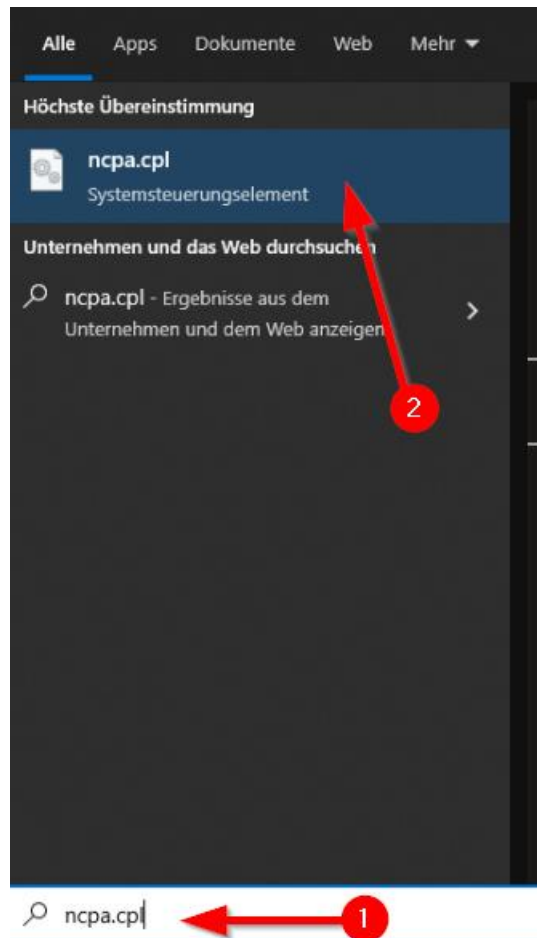 Alle Apps Dokumente Web Mehr
Höchste Übereinstimmung
ncpa.cpl
Systemsteuerungselement
Unternehmen und das Web durchsuchen
ncpa.cpl - Ergebnisse aus dem
Unternehmen und dem Web anzeigen
2
ncpa.cpl
1